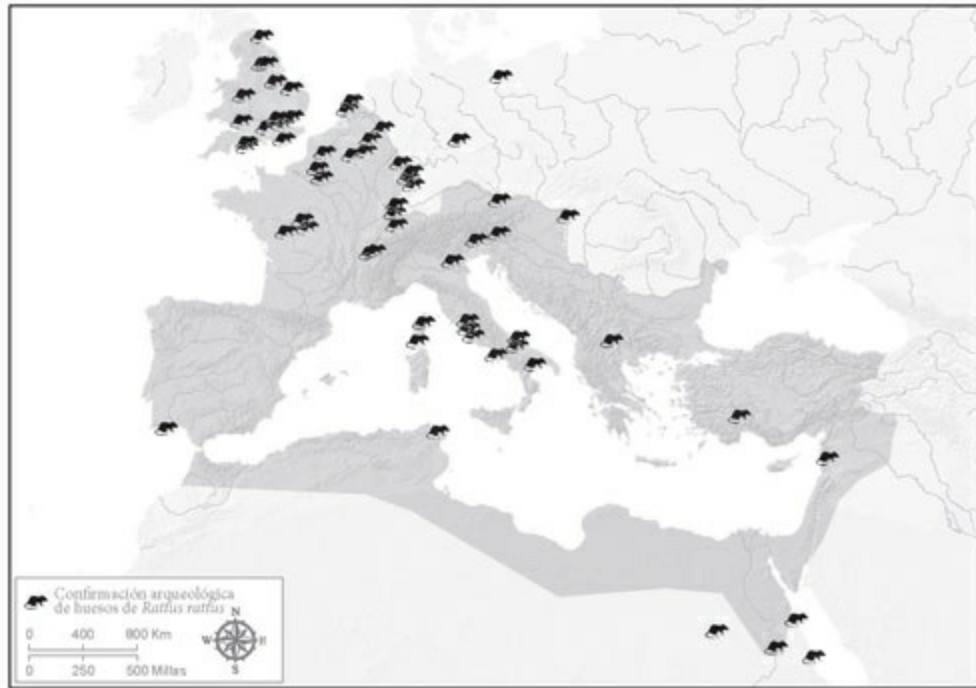 Confirmación arqueológica
de huesos de Rattus rattus
N
W E
S
0 400 800 Km
0 250 500 Millas